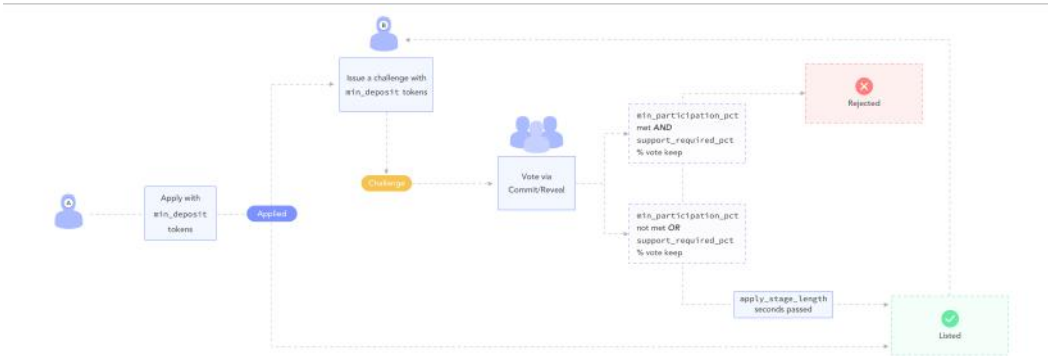 B
Issue a challenge with
min_deposit tokens
Rejected
min_participation_pct
met AND
support_required_pct
% vote keep
Vote via
Commit/Reveal
Challenge
A
Apply with
min_deposit
tokens
Applied
min_participation_pct
not met OR
support_required_pct
% vote keep
apply_stage_length
seconds passed
Listed